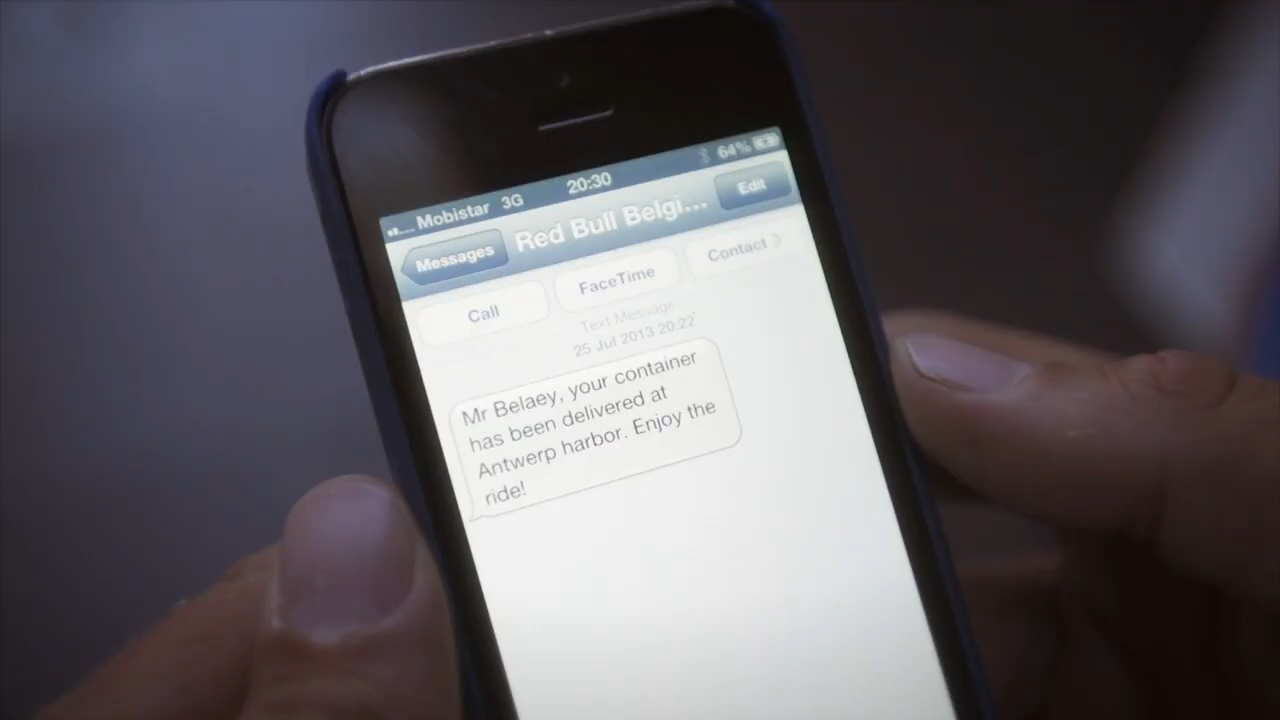 Mobistar 3G 20:30 64%
Messages Red Bull Belgi... Edit
Call FaceTime Contact
Text Message
25 Jul 2013 20:22
Mr Belaey, your container
has been delivered at
Antwerp harbor. Enjoy the
ride!